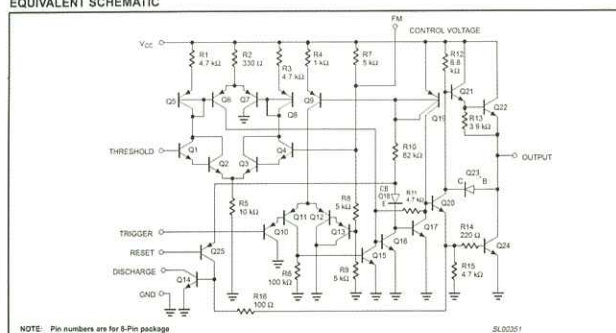 EQUIVALENT SCHEMATIC
FM
CONTROL VOLTAGE
VCC
R1
4.7 kΩ
R2
330 Ω
R3
4.7 kΩ
R4
1 kΩ
R7
5 kΩ
R12
6.8
kΩ
Q21
Q22
Q5
Q6
Q7
Q8
Q9
Q19
R13
3.9 kΩ
R10
82 kΩ
OUTPUT
THRESHOLD
Q1
Q2
Q3
Q4
Q23
C
B
CB
Q18
E
R11
4.7 kΩ
Q20
R5
10 kΩ
R8
5 kΩ
Q11
Q12
Q17
R14
220 Ω
TRIGGER
Q10
Q13
Q16
Q24
RESET
Q25
Q15
R15
4.7 kΩ
DISCHARGE
Q14
R6
100 kΩ
R9
5 kΩ
GND
R16
100 Ω
NOTE: Pin numbers are for 8-Pin package
SL00351